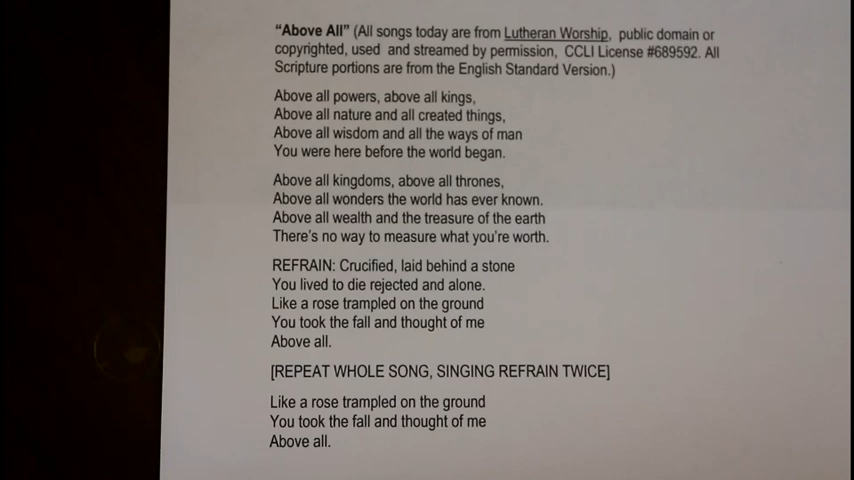 “Above All” (All songs today are from Lutheran Worship, public domain or
copyrighted, used and streamed by permission, CCLI License #689592. All
Scripture portions are from the English Standard Version.)
Above all powers, above all kings,
Above all nature and all created things,
Above all wisdom and all the ways of man
You were here before the world began.
Above all kingdoms, above all thrones,
Above all wonders the world has ever known.
Above all wealth and the treasure of the earth
There’s no way to measure what you’re worth.
REFRAIN: Crucified, laid behind a stone
You lived to die rejected and alone.
Like a rose trampled on the ground
You took the fall and thought of me
Above all.
[REPEAT WHOLE SONG, SINGING REFRAIN TWICE]
Like a rose trampled on the ground
You took the fall and thought of me
Above all.